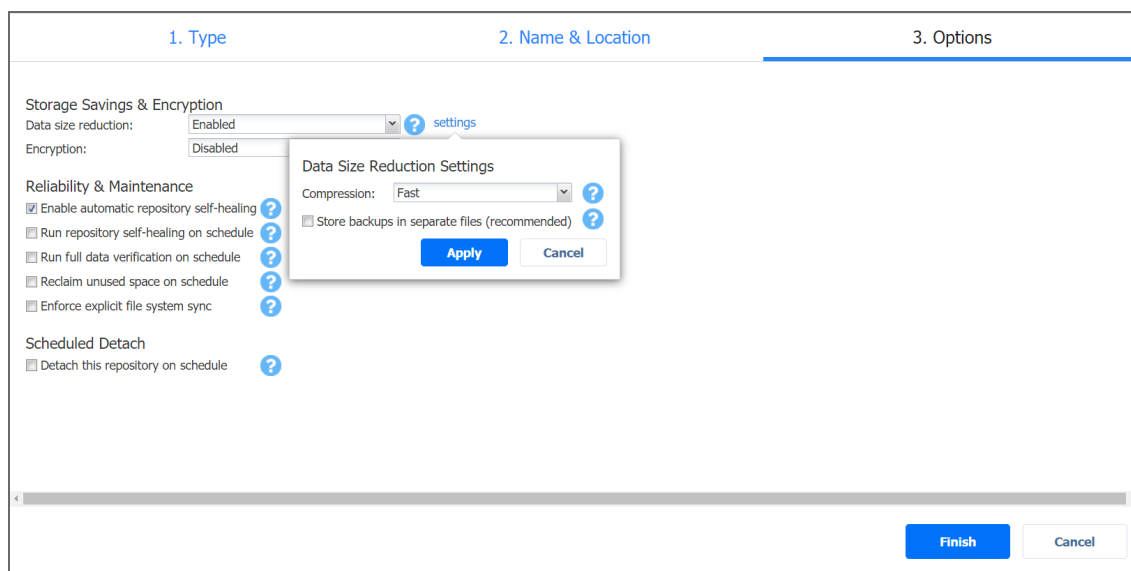 1. Type
2. Name & Location
3. Options
Storage Savings & Encryption
Data size reduction: Enabled ? settings
Encryption: Disabled
Data Size Reduction Settings
Compression: Fast ?
Store backups in separate files (recommended) ?
Apply Cancel
Reliability & Maintenance
Enable automatic repository self-healing ?
Run repository self-healing on schedule ?
Run full data verification on schedule ?
Reclaim unused space on schedule ?
Enforce explicit file system sync ?
Scheduled Detach
Detach this repository on schedule ?
Finish Cancel